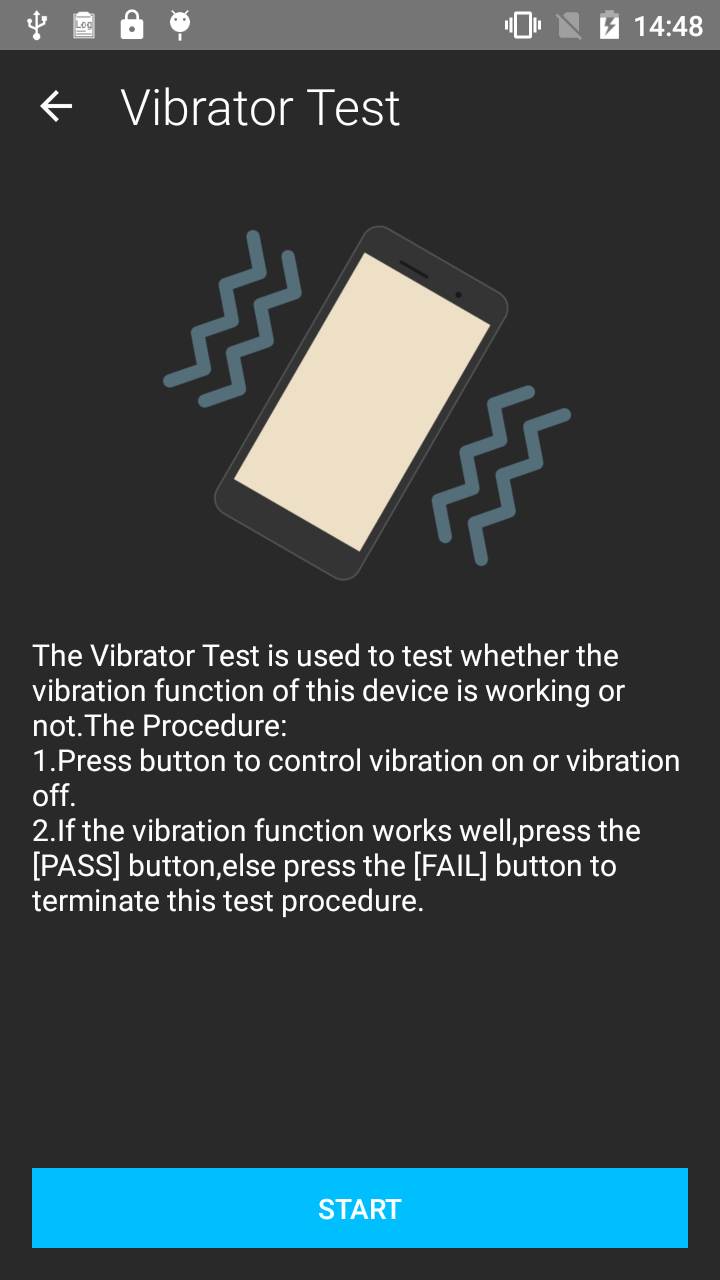 Log
14:48
Vibrator Test
The Vibrator Test is used to test whether the
vibration function of this device is working or
not.The Procedure:
1.Press button to control vibration on or vibration
off.
2.If the vibration function works well,press the
[PASS] button,else press the [FAIL] button to
terminate this test procedure.
START